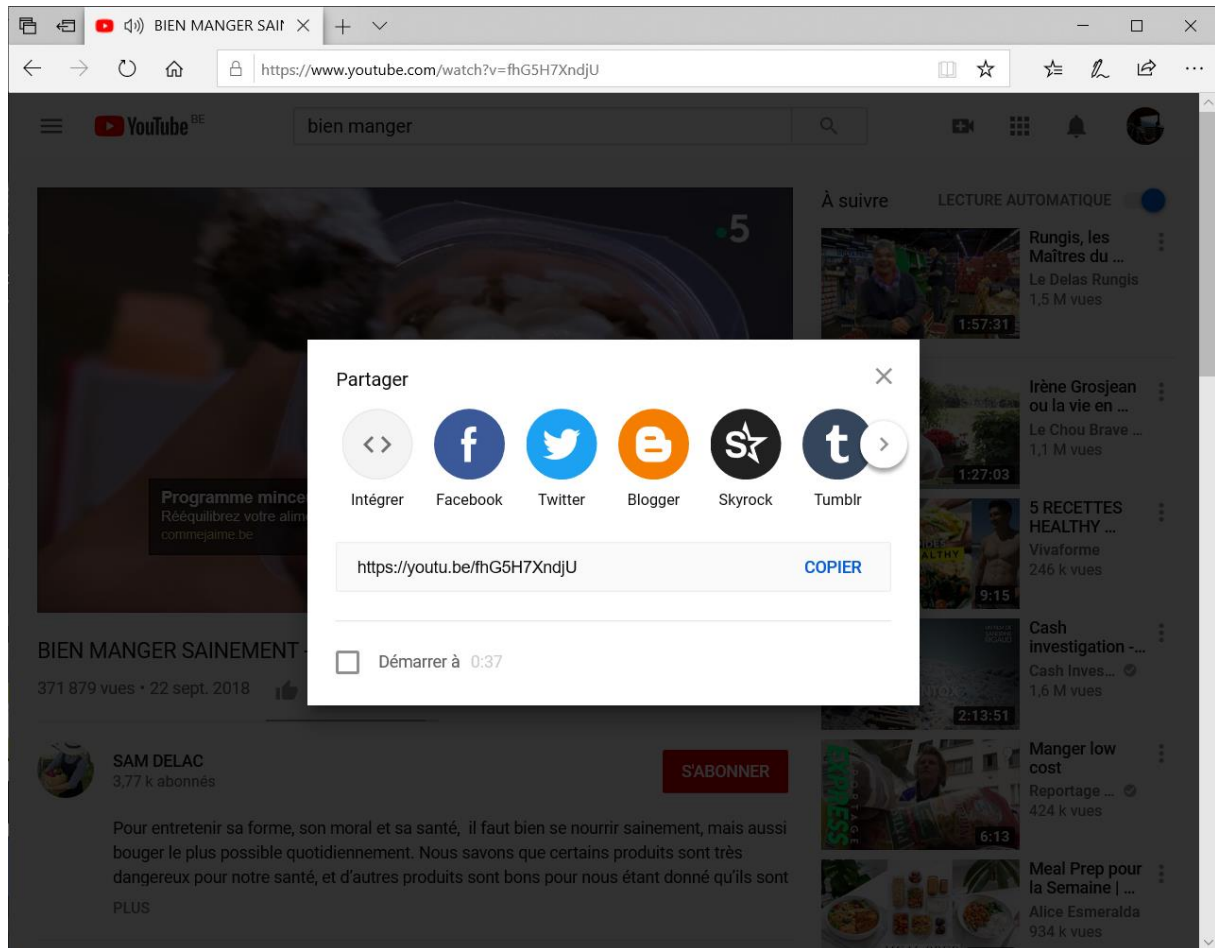 BIEN MANGER SAIN
https://www.youtube.com/watch?v=fhG5H7XndjU
YouTube BE
bien manger
5
Programme mince
Rééquilibrez votre alim
commejaime.be
Partager
Intégrer Facebook Twitter Blogger Skyrock Tumblr
https://youtu.be/fhG5H7XndjU COPIER
Démarrer à 0:37
BIEN MANGER SAINEMENT -
371 879 vues • 22 sept. 2018
SAM DELAC
3,77 k abonnés
S'ABONNER
Pour entretenir sa forme, son moral et sa santé, il faut bien se nourrir sainement, mais aussi
bouger le plus possible quotidiennement. Nous savons que certains produits sont très
dangereux pour notre santé, et d'autres produits sont bons pour nous étant donné qu'ils sont
PLUS
À suivre LECTURE AUTOMATIQUE
Rungis, les
Maîtres du ...
Le Delas Rungis
1,5 M vues
1:57:31
Irène Grosjean
ou la vie en ...
Le Chou Brave ...
1,1 M vues
1:27:03
5 RECETTES
HEALTHY ...
Vivaforme
246 k vues
9:15
Cash
investigation -...
Cash Inves...
1,6 M vues
2:13:51
Manger low
cost
Reportage ...
424 k vues
EXPRESS
6:13
Meal Prep pour
la Semaine | ...
Alice Esmeralda
934 k vues